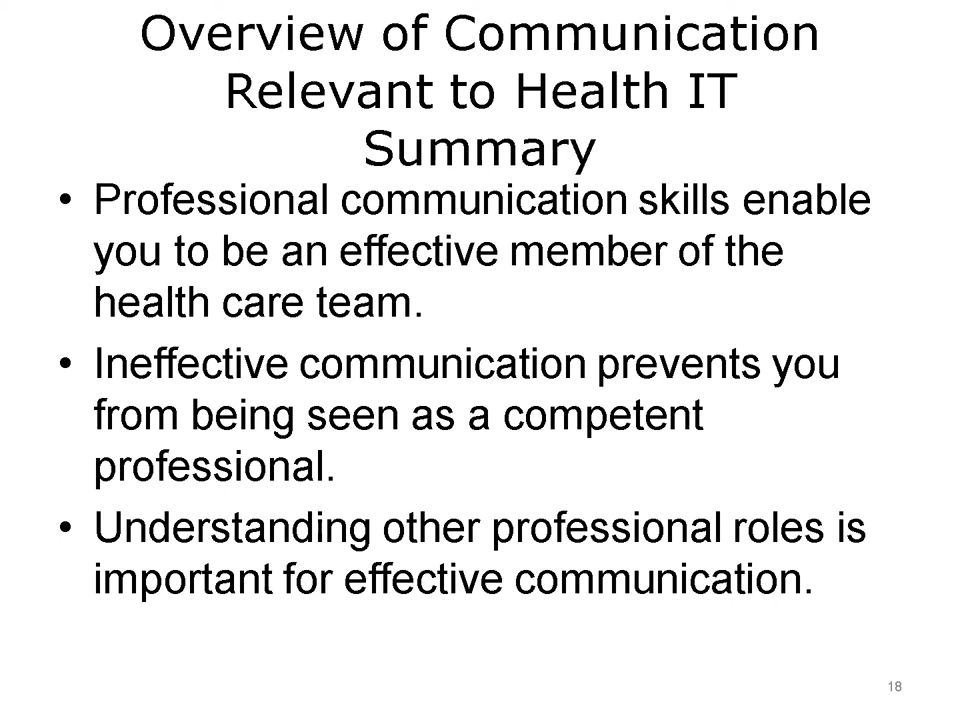 Overview of Communication
Relevant to Health IT
Summary
• Professional communication skills enable
you to be an effective member of the
health care team.
• Ineffective communication prevents you
from being seen as a competent
professional.
• Understanding other professional roles is
important for effective communication.
18